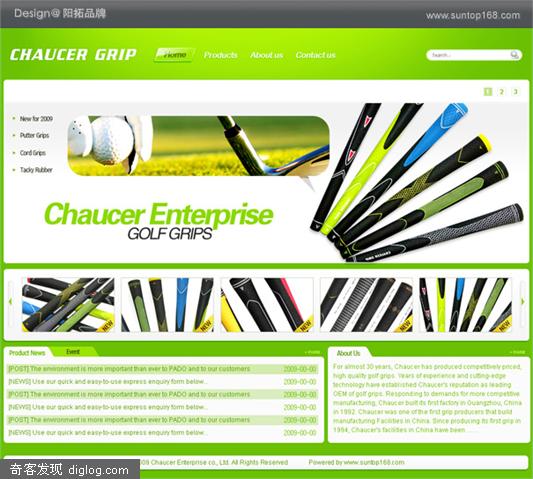 Design@ 阳拓品牌
www.suntop168.com
CHAUCER GRIP
Home
Products
About us
Contact us
Search...
1 2 3
New for 2009
Putter Grips
Cord Grips
Tacky Rubber
Chaucer Enterprise
GOLF GRIPS
NEW
NEW
NEW
NEW
Product News
Event
+ more
[POST] The environment is more important than ever to PADO and to our customers 2009-00-00
[NEWS] Use our quick and easy-to-use express enquiry form below... 2009-00-00
[POST] The environment is more important than ever to PADO and to our customers 2009-00-00
[NEWS] Use our quick and easy-to-use express enquiry form below... 2009-00-00
[POST] The environment is more important than ever to PADO and to our customers 2009-00-00
[NEWS] Use our quick and easy-to-use express enquiry form below... 2009-00-00
About Us
+ more
For almost 30 years, Chaucer has produced competitively priced,
high quality golf grips. Years of experience and cutting-edge
technology have established Chaucer's reputation as leading
OEM of golf grips. Responding to demands for more competitive
manufacturing, Chaucer built its first factory in Guangzhou, China
in 1992. Chaucer was one of the first grip producers that build
manufacturing Facilities in China. Since producing its first grip in
1994, Chaucer's facilities in China have been ......
009 Chaucer Enterprise co., Ltd. All Rights Reserved
Powered by www.suntop168.com
奇客发现 diglog.com